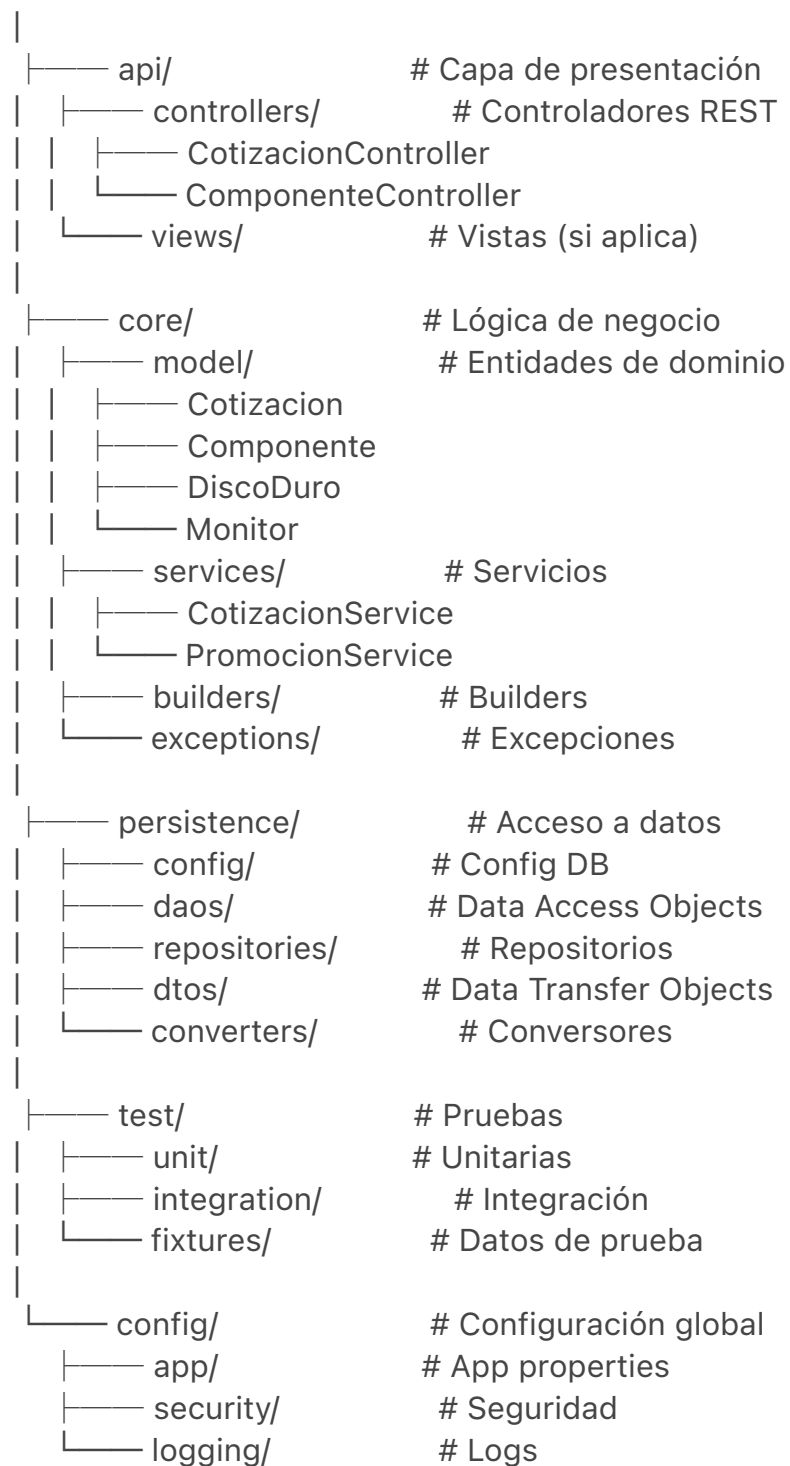 │
├── api/ # Capa de presentación
│ ├── controllers/ # Controladores REST
│ │ ├── CotizacionController
│ │ └── ComponenteController
│ └── views/ # Vistas (si aplica)
│
├── core/ # Lógica de negocio
│ ├── model/ # Entidades de dominio
│ │ ├── Cotizacion
│ │ ├── Componente
│ │ ├── DiscoDuro
│ │ └── Monitor
│ ├── services/ # Servicios
│ │ ├── CotizacionService
│ │ └── PromocionService
│ ├── builders/ # Builders
│ └── exceptions/ # Excepciones
│
├── persistence/ # Acceso a datos
│ ├── config/ # Config DB
│ ├── daos/ # Data Access Objects
│ ├── repositories/ # Repositorios
│ ├── dtos/ # Data Transfer Objects
│ └── converters/ # Conversores
│
├── test/ # Pruebas
│ ├── unit/ # Unitarias
│ ├── integration/ # Integración
│ └── fixtures/ # Datos de prueba
│
└── config/ # Configuración global
├── app/ # App properties
├── security/ # Seguridad
└── logging/ # Logs